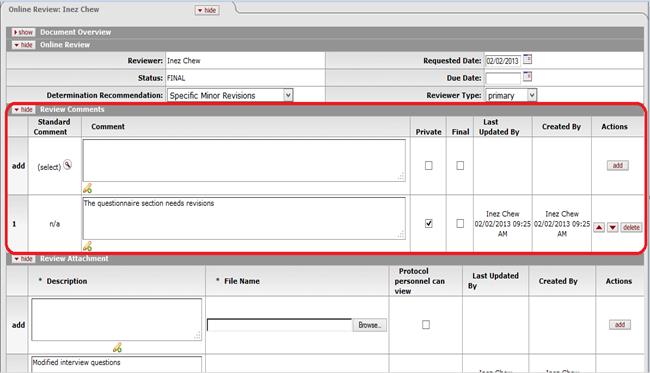 Online Review: Inez Chew hide
show Document Overview
hide Online Review
Reviewer: Inez Chew Requested Date: 02/02/2013
Status: FINAL Due Date:
Determination Recommendation: Specific Minor Revisions Reviewer Type: primary
hide Review Comments
Standard Comment Comment Private Final Last Updated By Created By Actions
add (select) add
1 n/a The questionnaire section needs revisions Inez Chew 02/02/2013 09:25 AM Inez Chew 02/02/2013 09:25 AM delete
hide Review Attachment
* Description * File Name Protocol personnel can view Last Updated By Created By Actions
add Browse... add
Modified interview questions